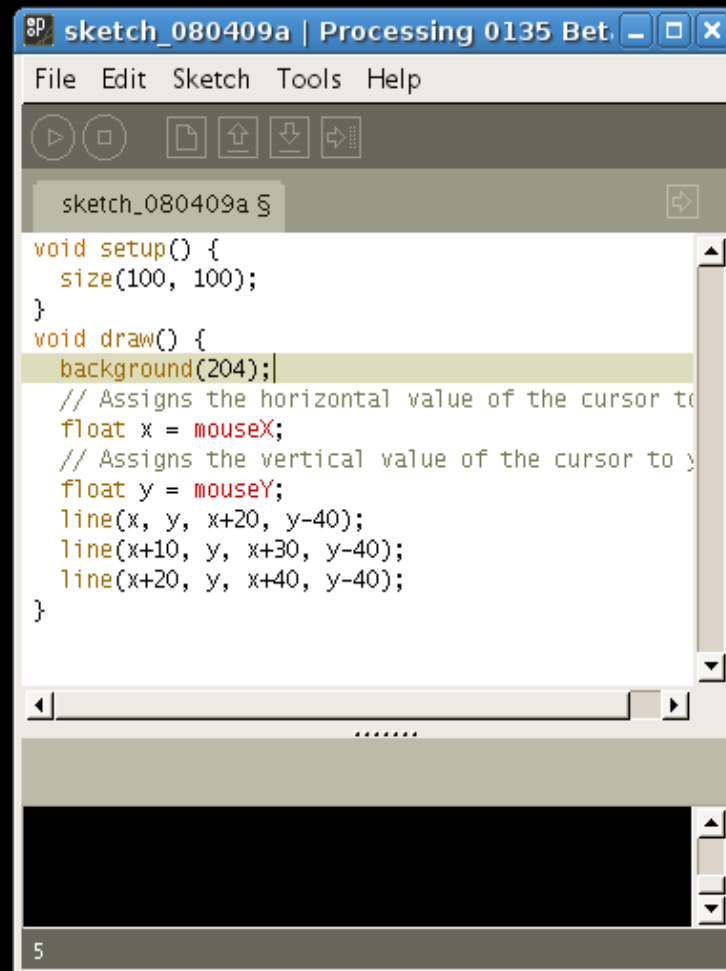 sketch_080409a | Processing 0135 Bet
File Edit Sketch Tools Help
sketch_080409a §
void setup() {
  size(100, 100);
}
void draw() {
  background(204);
  // Assigns the horizontal value of the cursor to
  float x = mouseX;
  // Assigns the vertical value of the cursor to y
  float y = mouseY;
  line(x, y, x+20, y-40);
  line(x+10, y, x+30, y-40);
  line(x+20, y, x+40, y-40);
}
5